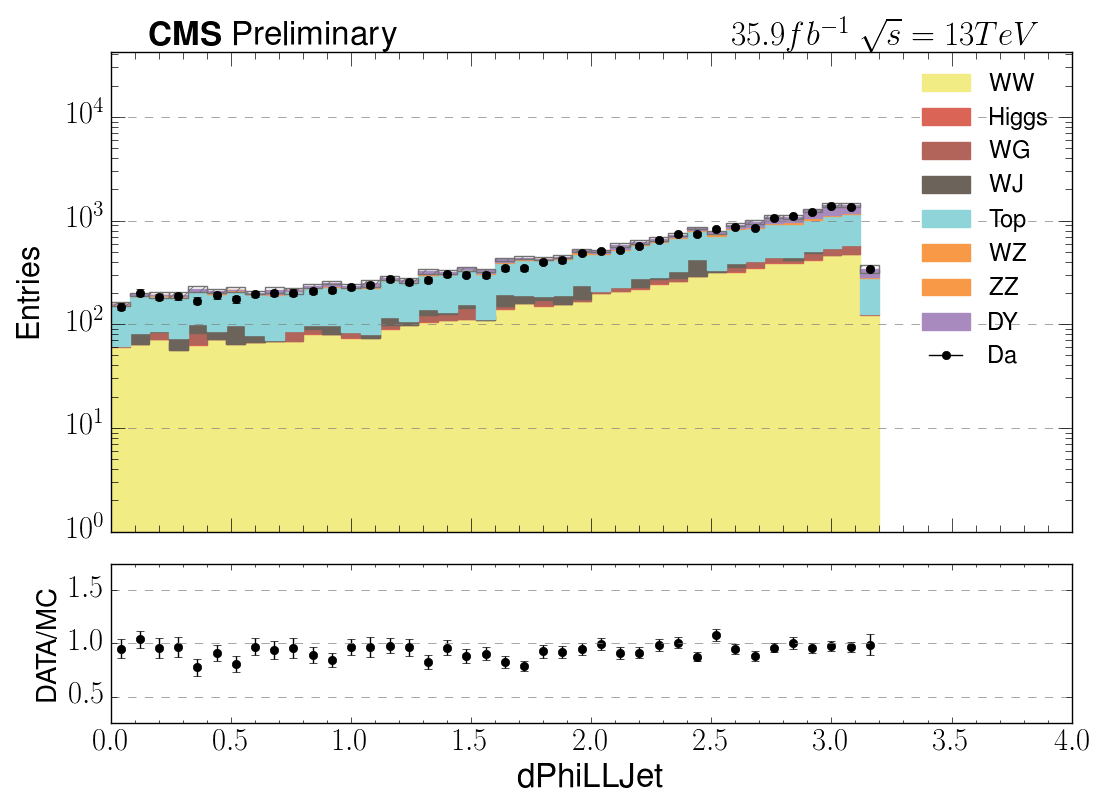 CMS Preliminary 35.9fb⁻¹ √s = 13TeV
10⁴
10³
10²
10¹
10⁰
Entries
WW
Higgs
WG
WJ
Top
WZ
ZZ
DY
Da
1.5
1.0
0.5
DATA/MC
0.0 0.5 1.0 1.5 2.0 2.5 3.0 3.5 4.0
dPhiLLJet